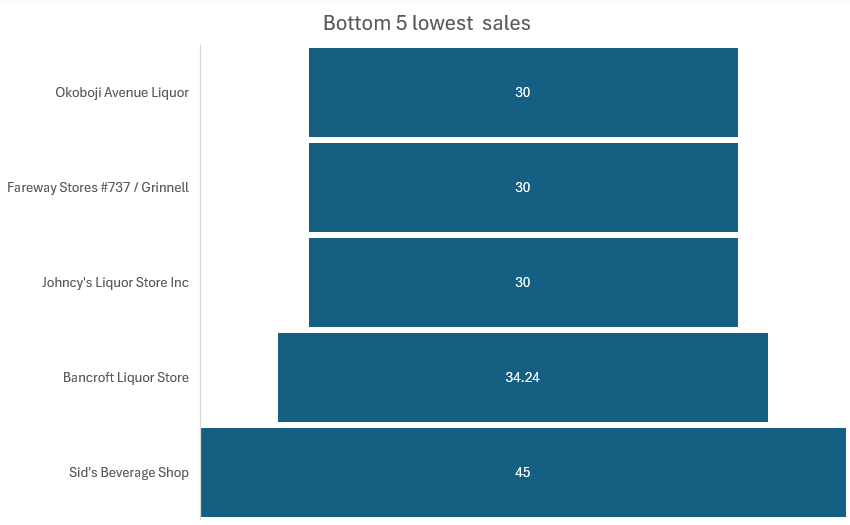 Bottom 5 lowest  sales
Okoboji Avenue Liquor
30
Fareway Stores #737 / Grinnell
30
Johncy's Liquor Store Inc
30
Bancroft Liquor Store
34.24
Sid's Beverage Shop
45